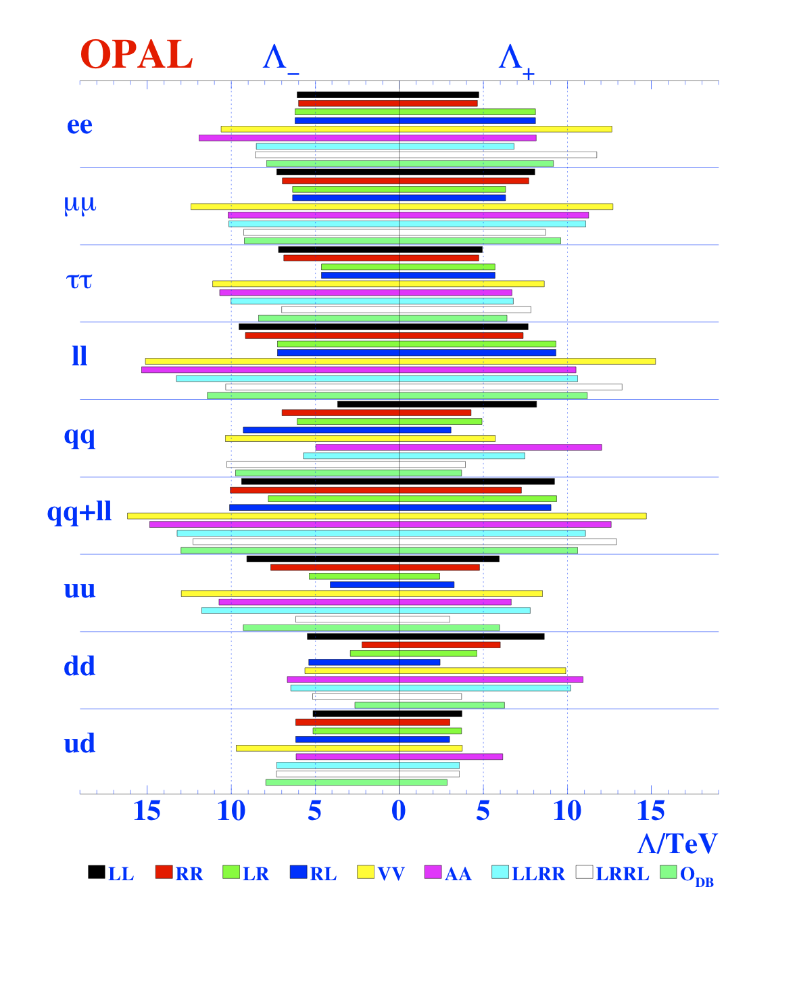 OPAL Λ− Λ+
ee
μμ
ττ
ll
qq
qq+ll
uu
dd
ud
15 10 5 0 5 10 15
Λ/TeV
LL RR LR RL VV AA LLRR LRRL ODB